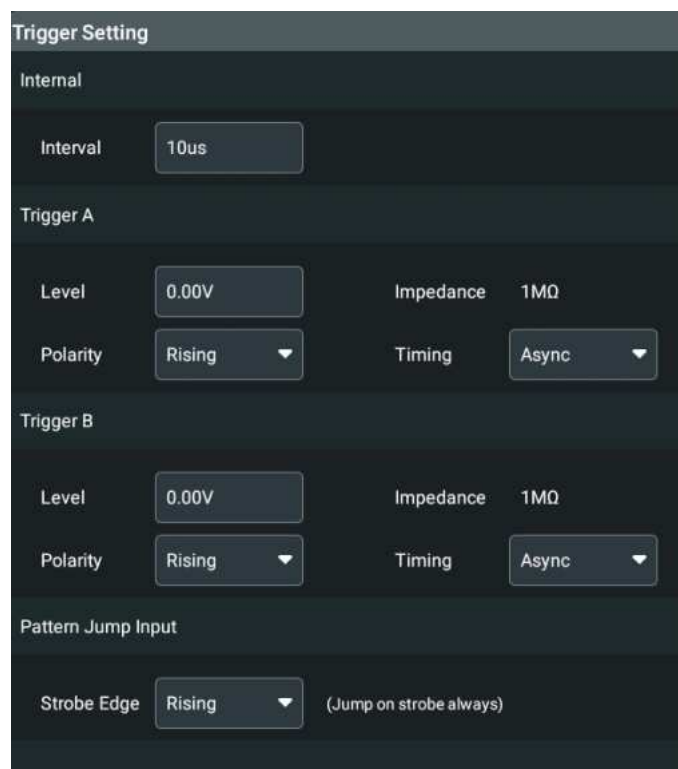 Trigger Setting
Internal
Interval 10us
Trigger A
Level 0.00V Impedance 1MΩ
Polarity Rising Timing Async
Trigger B
Level 0.00V Impedance 1MΩ
Polarity Rising Timing Async
Pattern Jump Input
Strobe Edge Rising (Jump on strobe always)